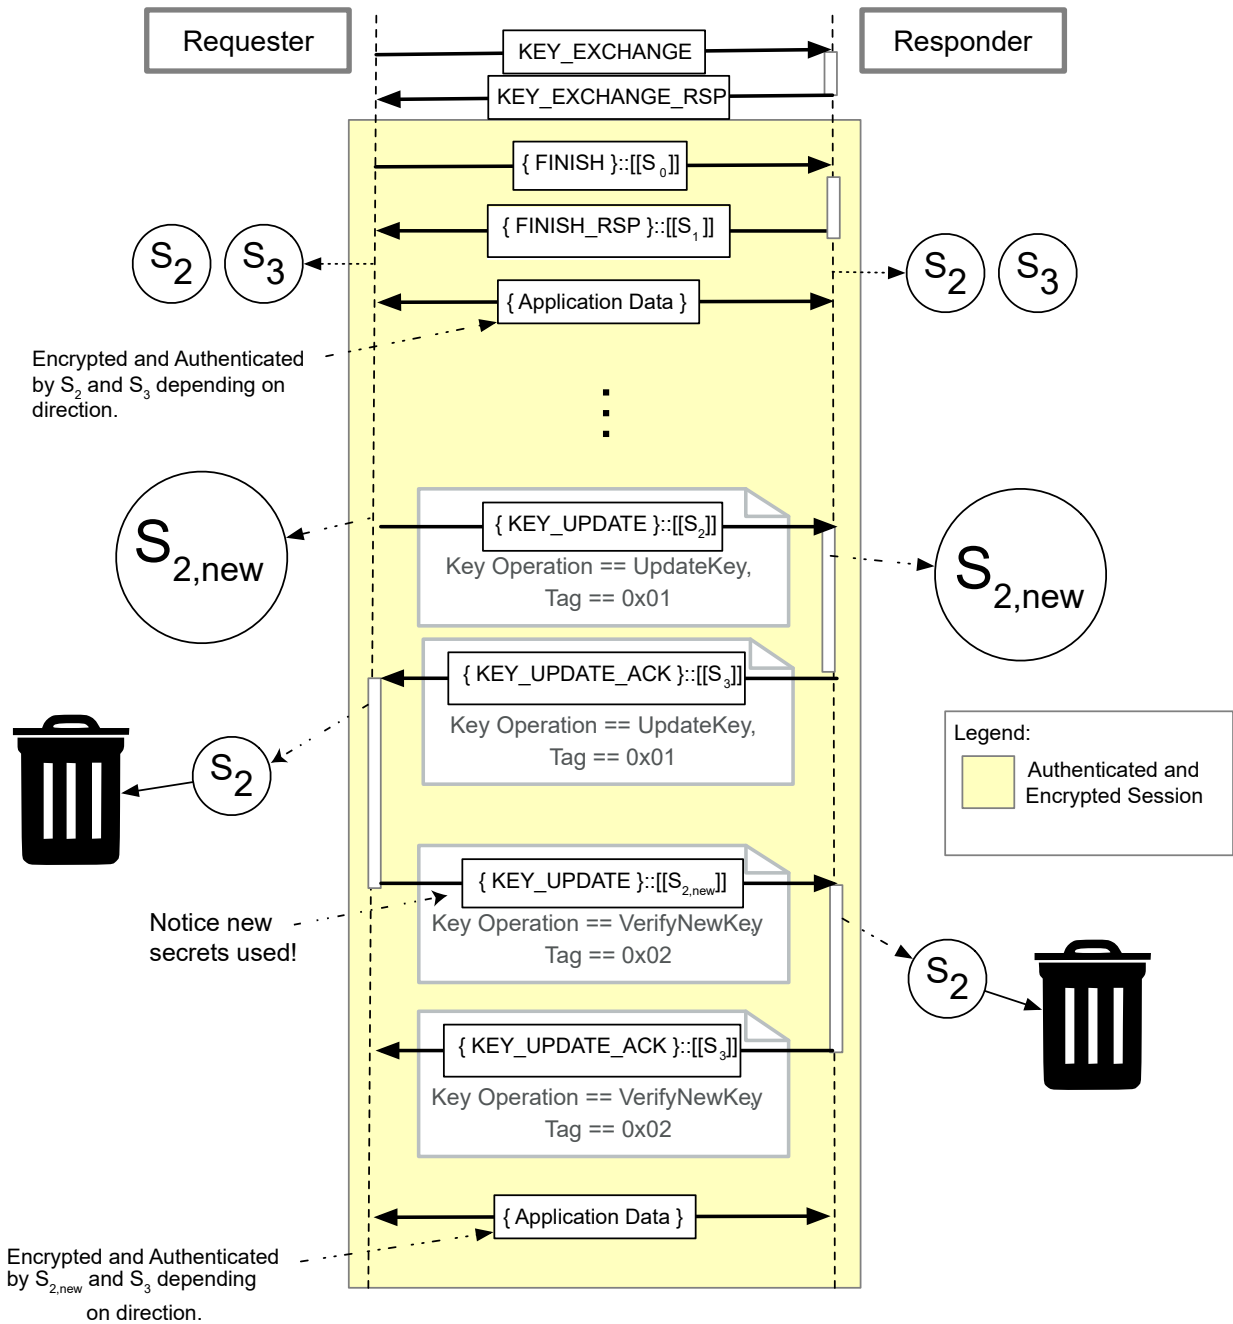 Requester
Responder
KEY_EXCHANGE
KEY_EXCHANGE_RSP
{ FINISH }::[[S0]]
{ FINISH_RSP }::[[S1]]
S2
S3
S2
S3
{ Application Data }
Encrypted and Authenticated
by S2 and S3 depending on
direction.
S2,new
{ KEY_UPDATE }::[[S2]]
Key Operation == UpdateKey,
Tag == 0x01
S2,new
{ KEY_UPDATE_ACK }::[[S3]]
Key Operation == UpdateKey,
Tag == 0x01
S2
Legend:
Authenticated and
Encrypted Session
{ KEY_UPDATE }::[[S2,new]]
Key Operation == VerifyNewKey,
Tag == 0x02
Notice new
secrets used!
S2
{ KEY_UPDATE_ACK }::[[S3]]
Key Operation == VerifyNewKey,
Tag == 0x02
{ Application Data }
Encrypted and Authenticated
by S2,new and S3 depending
on direction.